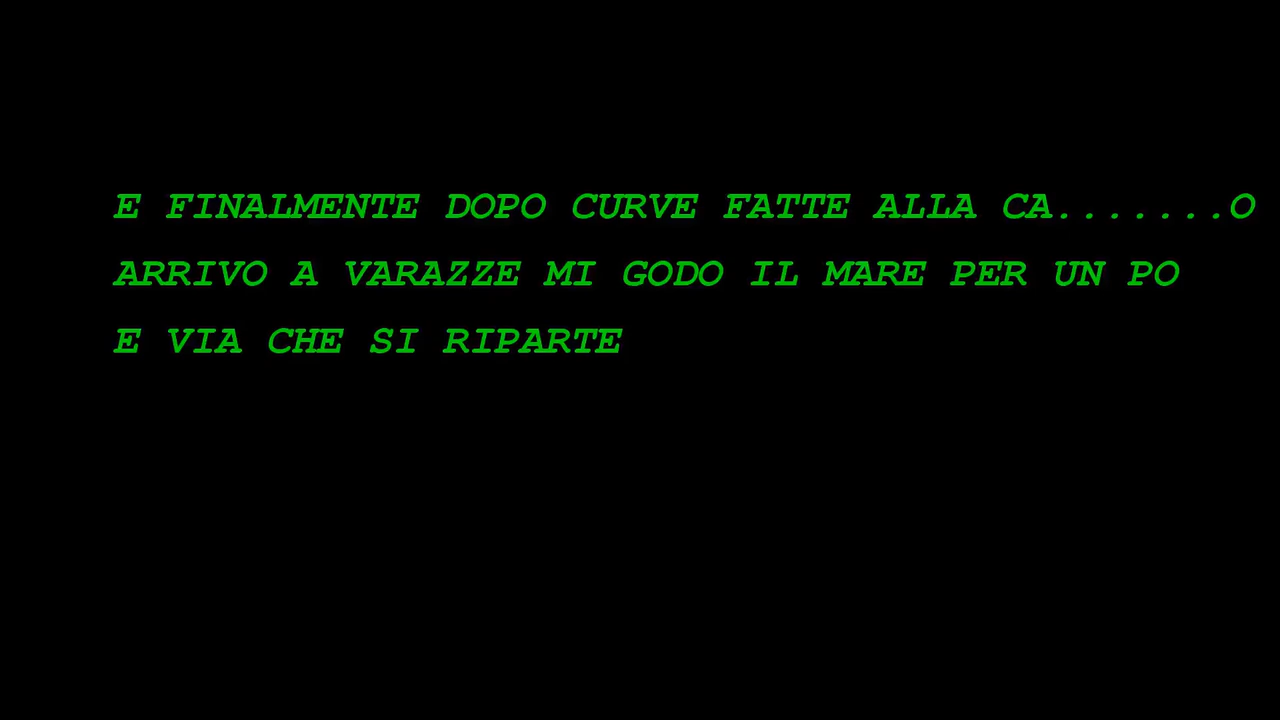 E FINALMENTE DOPO CURVE FATTE ALLA CA.......O
ARRIVO A VARAZZE MI GODO IL MARE PER UN PO
E VIA CHE SI RIPARTE